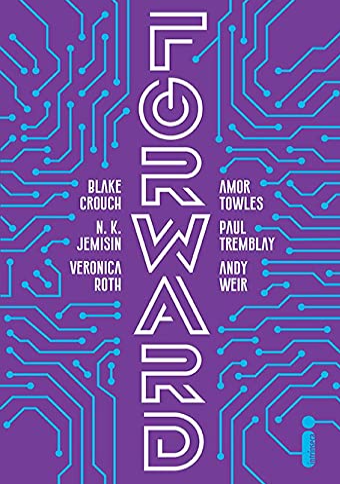 FORWARD
BLAKE
CROUCH
N. K.
JEMISIN
VERONICA
ROTH
AMOR
TOWLES
PAUL
TREMBLAY
ANDY
WEIR